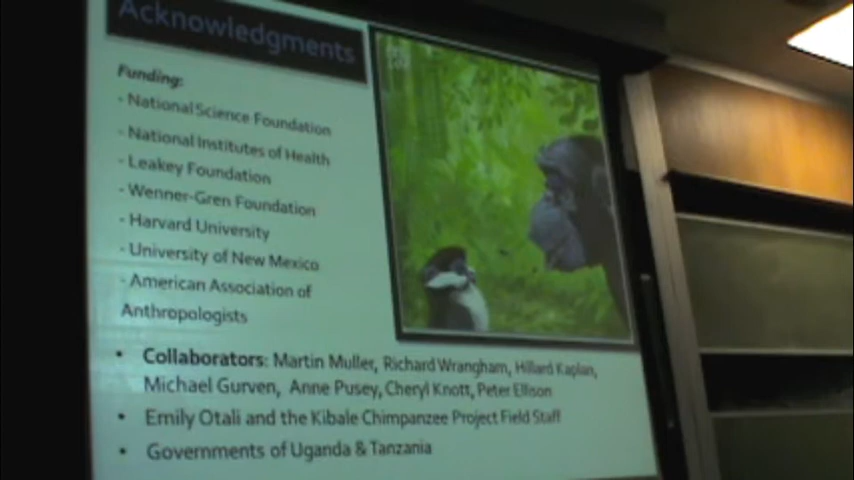 Acknowledgments
Funding:
- National Science Foundation
- National Institutes of Health
- Leakey Foundation
- Wenner-Gren Foundation
- Harvard University
- University of New Mexico
- American Association of
Anthropologists
• Collaborators: Martin Muller, Richard Wrangham, Hillard Kaplan,
Michael Gurven, Anne Pusey, Cheryl Knott, Peter Ellison
• Emily Otali and the Kibale Chimpanzee Project Field Staff
• Governments of Uganda & Tanzania